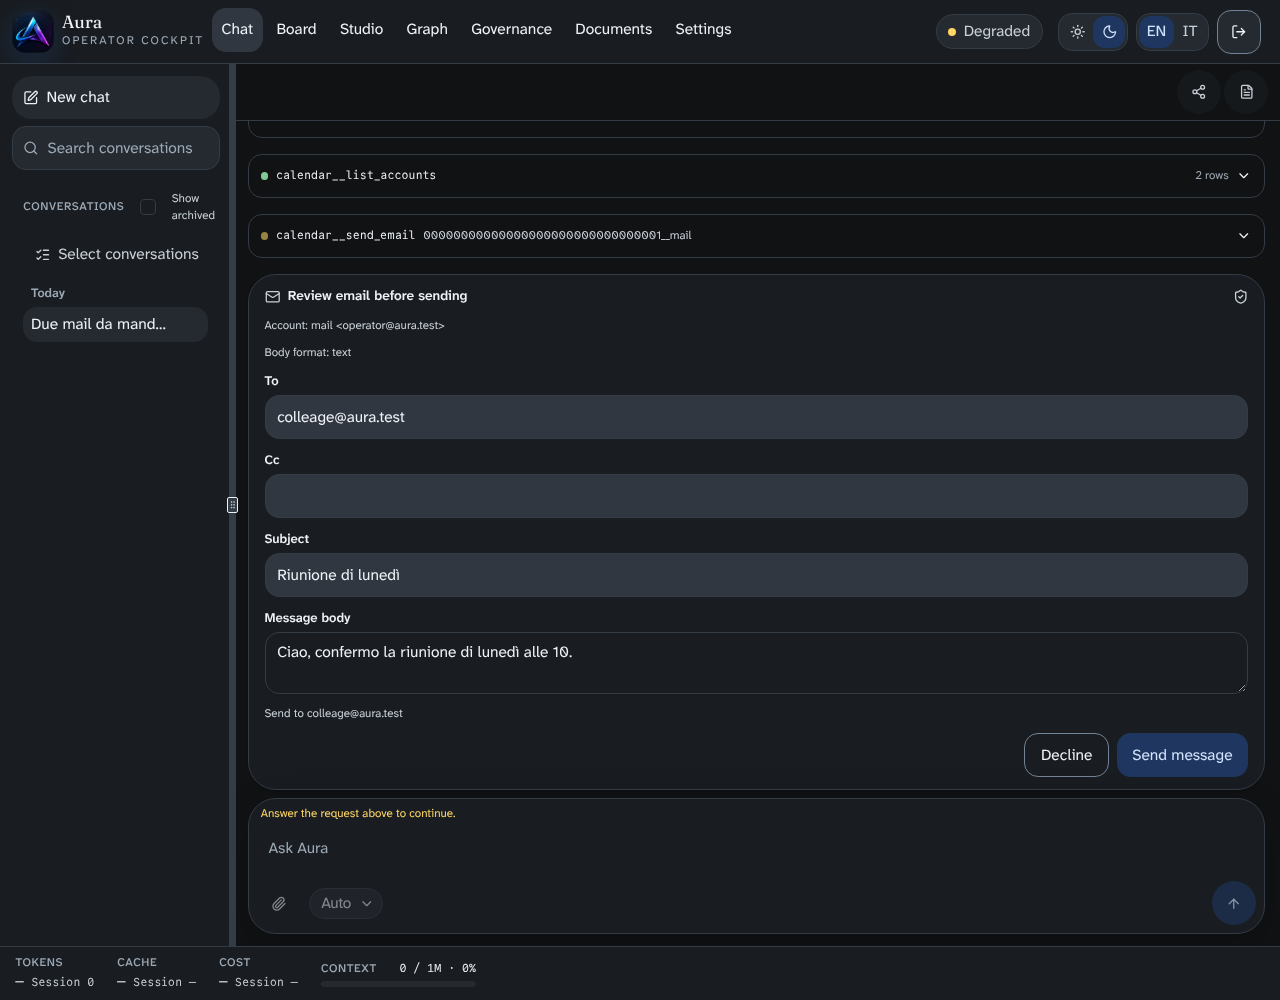 Aura
OPERATOR COCKPIT
Chat
Board
Studio
Graph
Governance
Documents
Settings
Degraded
EN
IT
New chat
Search conversations
CONVERSATIONS
Show archived
Select conversations
Today
Due mail da mand...
calendar__list_accounts
2 rows
calendar__send_email
Review email before sending
Account: mail <operator@aura.test>
Body format: text
To
colleage@aura.test
Cc
Subject
Riunione di lunedì
Message body
Ciao, confermo la riunione di lunedì alle 10.
Send to colleage@aura.test
Decline
Send message
Answer the request above to continue.
Ask Aura
Auto
TOKENS
— Session 0
CACHE
— Session —
COST
— Session —
CONTEXT
0 / 1M · 0%